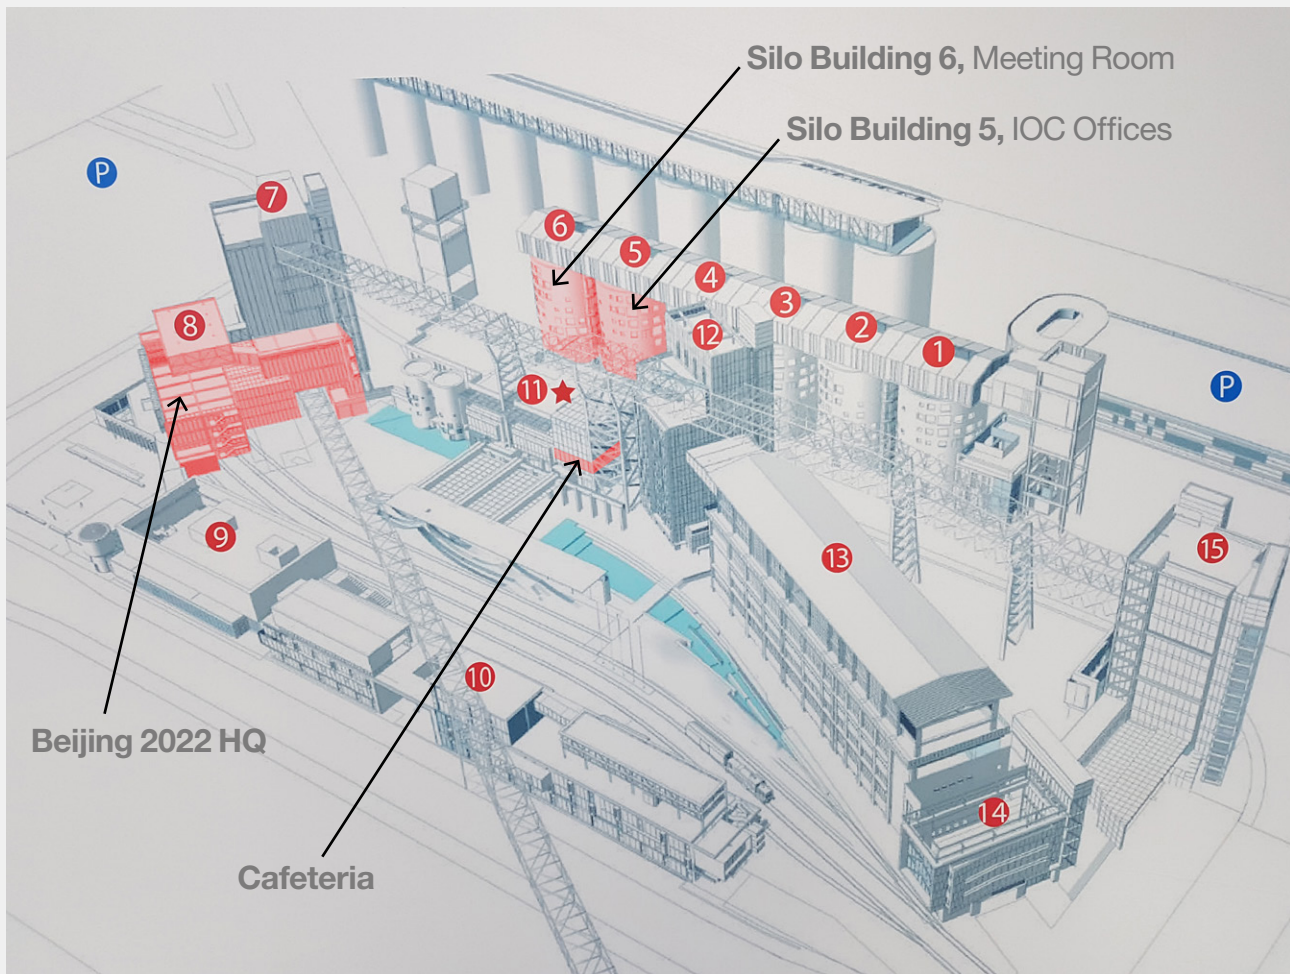 Silo Building 6, Meeting Room
Silo Building 5, IOC Offices
P
7
6
5
4
3
2
1
8
12
11
P
9
13
15
10
14
Beijing 2022 HQ
Cafeteria